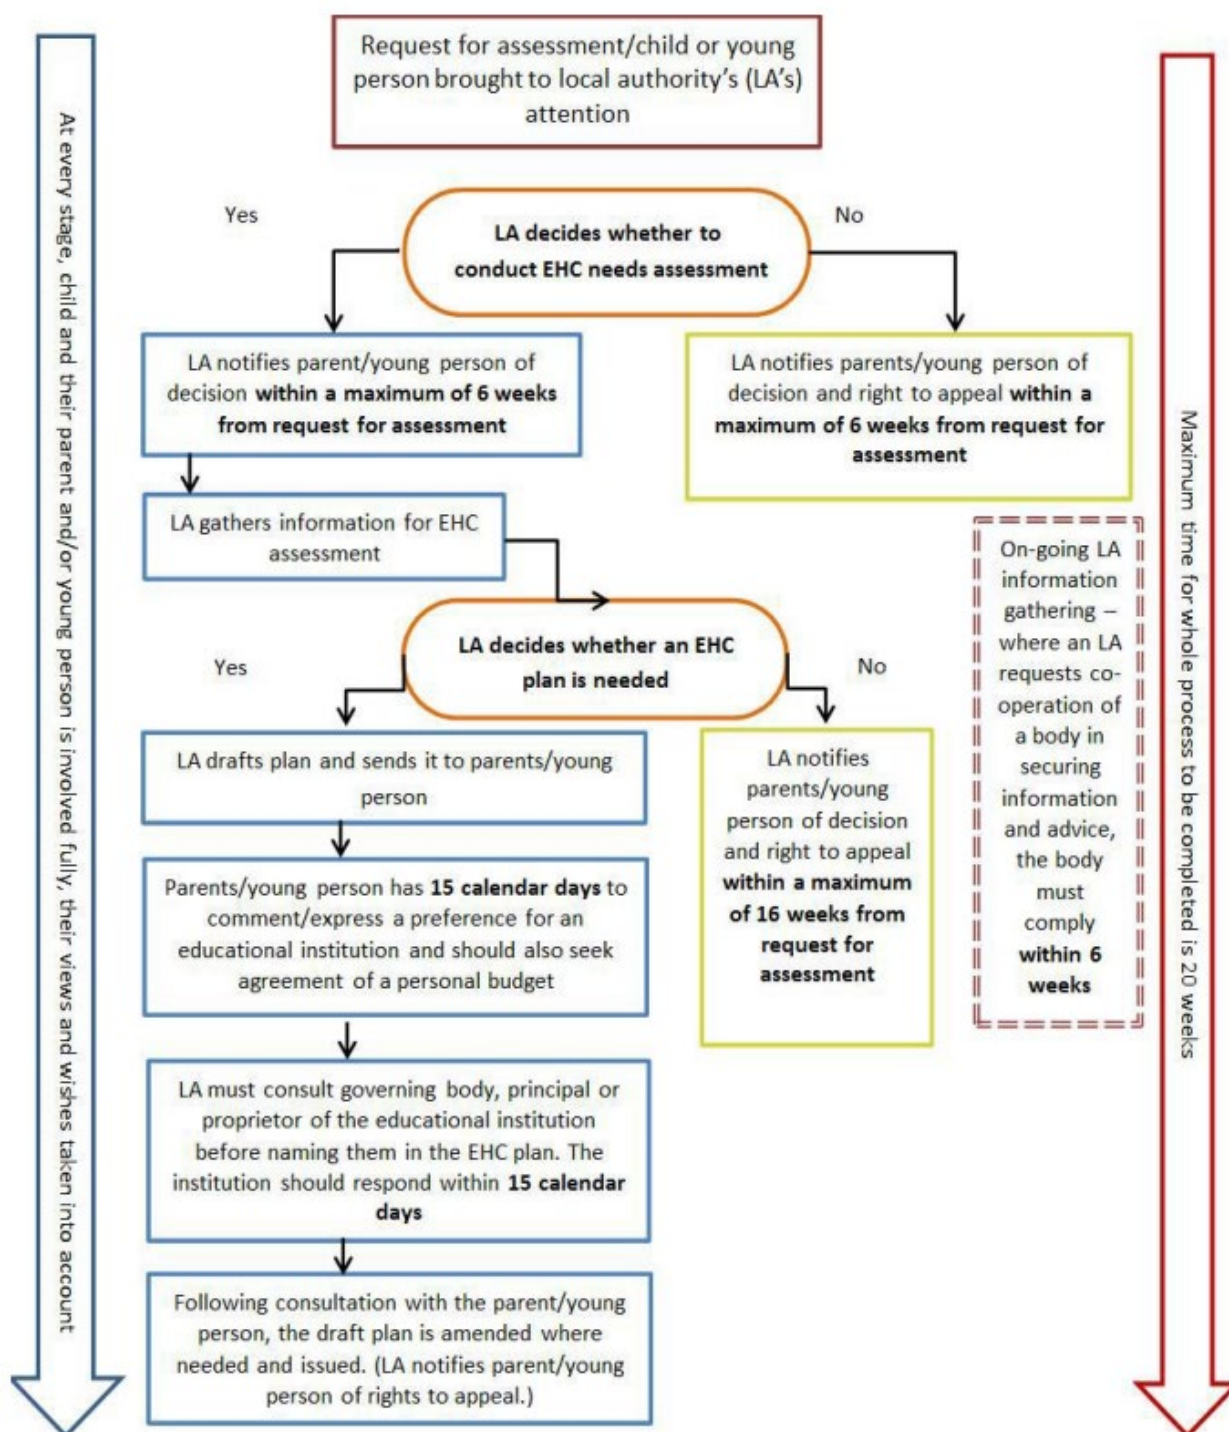 Request for assessment/child or young
person brought to local authority's (LA's)
attention
Yes
No
LA decides whether to
conduct EHC needs assessment
LA notifies parent/young person of
decision within a maximum of 6 weeks
from request for assessment
LA notifies parents/young person of
decision and right to appeal within a
maximum of 6 weeks from request for
assessment
LA gathers information for EHC
assessment
On-going LA
information
gathering –
where an LA
requests co-
operation of
a body in
securing
information
and advice,
the body
must
comply
within 6
weeks
LA decides whether an EHC
plan is needed
Yes
No
LA drafts plan and sends it to parents/young
person
LA notifies
parents/young
person of decision
and right to appeal
within a maximum
of 16 weeks from
request for
assessment
Parents/young person has 15 calendar days to
comment/express a preference for an
educational institution and should also seek
agreement of a personal budget
LA must consult governing body, principal or
proprietor of the educational institution
before naming them in the EHC plan. The
institution should respond within 15 calendar
days
Following consultation with the parent/young
person, the draft plan is amended where
needed and issued. (LA notifies parent/young
person of rights to appeal.)
At every stage, child and their parent and/or young person is involved fully, their views and wishes taken into account
Maximum time for whole process to be completed is 20 weeks